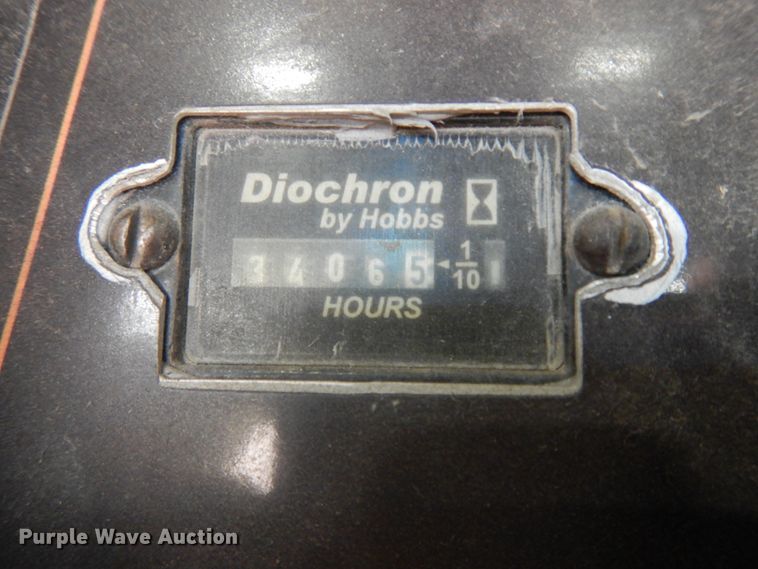 Diochron
by Hobbs
34065 1/10
HOURS
Purple Wave Auction